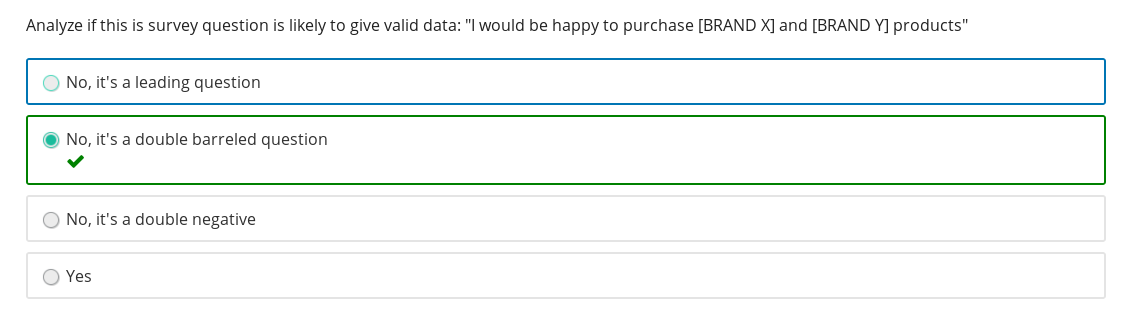 Analyze if this is survey question is likely to give valid data: "I would be happy to purchase [BRAND X] and [BRAND Y] products"
No, it's a leading question
No, it's a double barreled question
No, it's a double negative
Yes